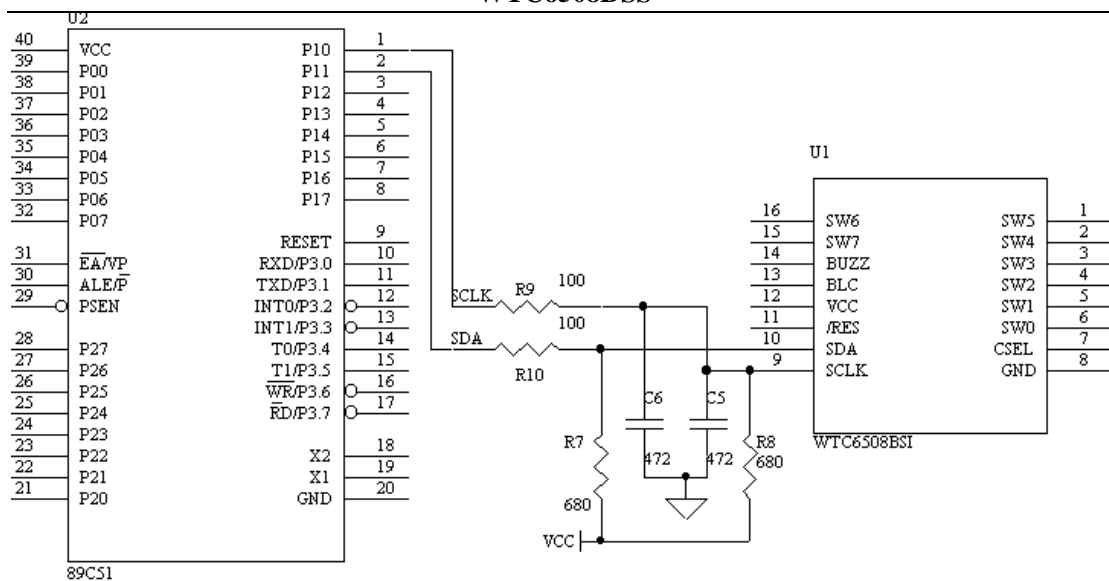 U2
40 VCC P10 1
39 P00 P11 2
38 P01 P12 3
37 P02 P13 4
36 P03 P14 5
35 P04 P15 6
34 P05 P16 7
33 P06 P17 8
32 P07
RESET 9
31 EA/VP RXD/P3.0 10
30 ALE/P TXD/P3.1 11
29 PSEN INT0/P3.2 12
INT1/P3.3 13
28 P27 T0/P3.4 14
27 P26 T1/P3.5 15
26 P25 WR/P3.6 16
25 P24 RD/P3.7 17
24 P23
23 P22 X2 18
22 P21 X1 19
21 P20 GND 20
89C51
SCLK R9 100
SDA 100
R10
C6 C5
R7 472 472 R8
680
680
VCC
U1
16 SW6 SW5 1
15 SW7 SW4 2
14 BUZZ SW3 3
13 BLC SW2 4
12 VCC SW1 5
11 /RES SW0 6
10 SDA CSEL 7
9 SCLK GND 8
WTC6508BSI